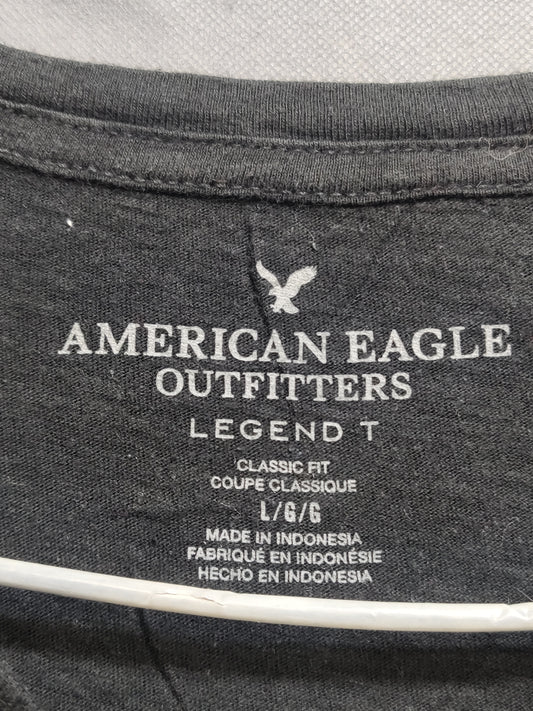 AMERICAN EAGLE
OUTFITTERS
LEGEND T
CLASSIC FIT
COUPE CLASSIQUE
L/G/G
MADE IN INDONESIA
FABRIQUÉ EN INDONÉSIE
HECHO EN INDONESIA